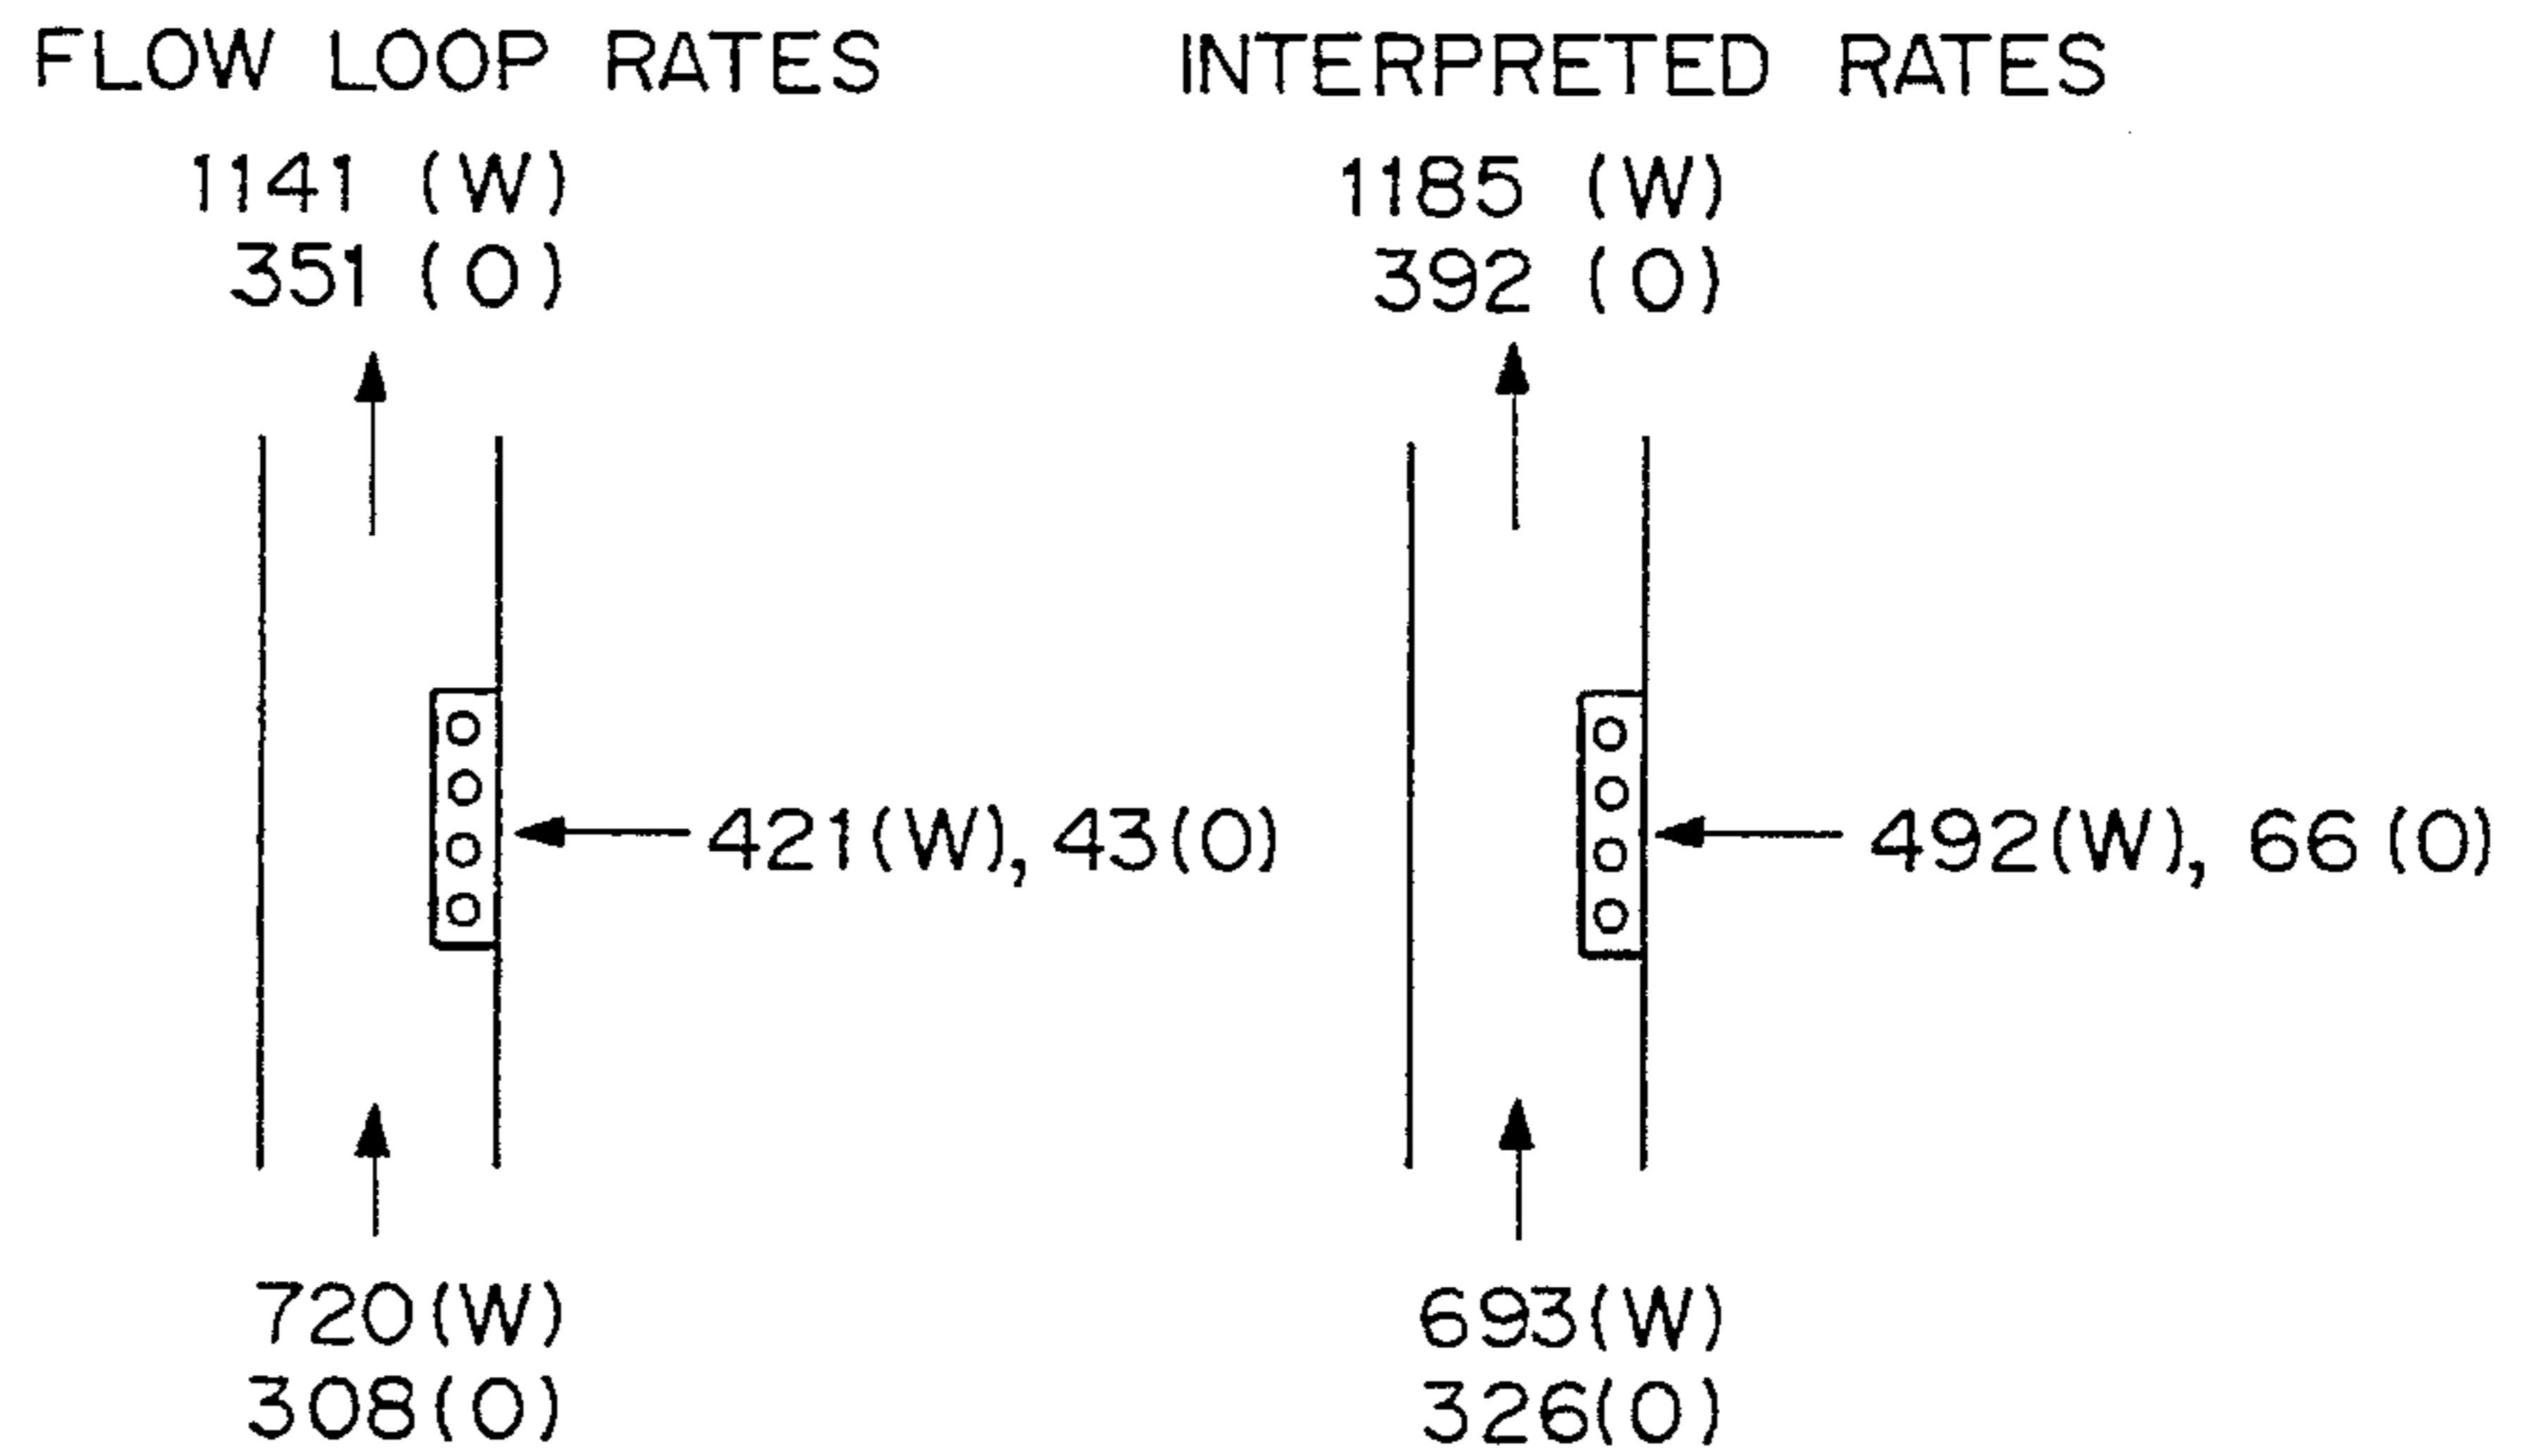 FLOW LOOP RATES
1141 (W)
351 (O)
421(W), 43(O)
720(W)
308(O)
INTERPRETED RATES
1185 (W)
392 (O)
492(W), 66 (O)
693(W)
326(O)